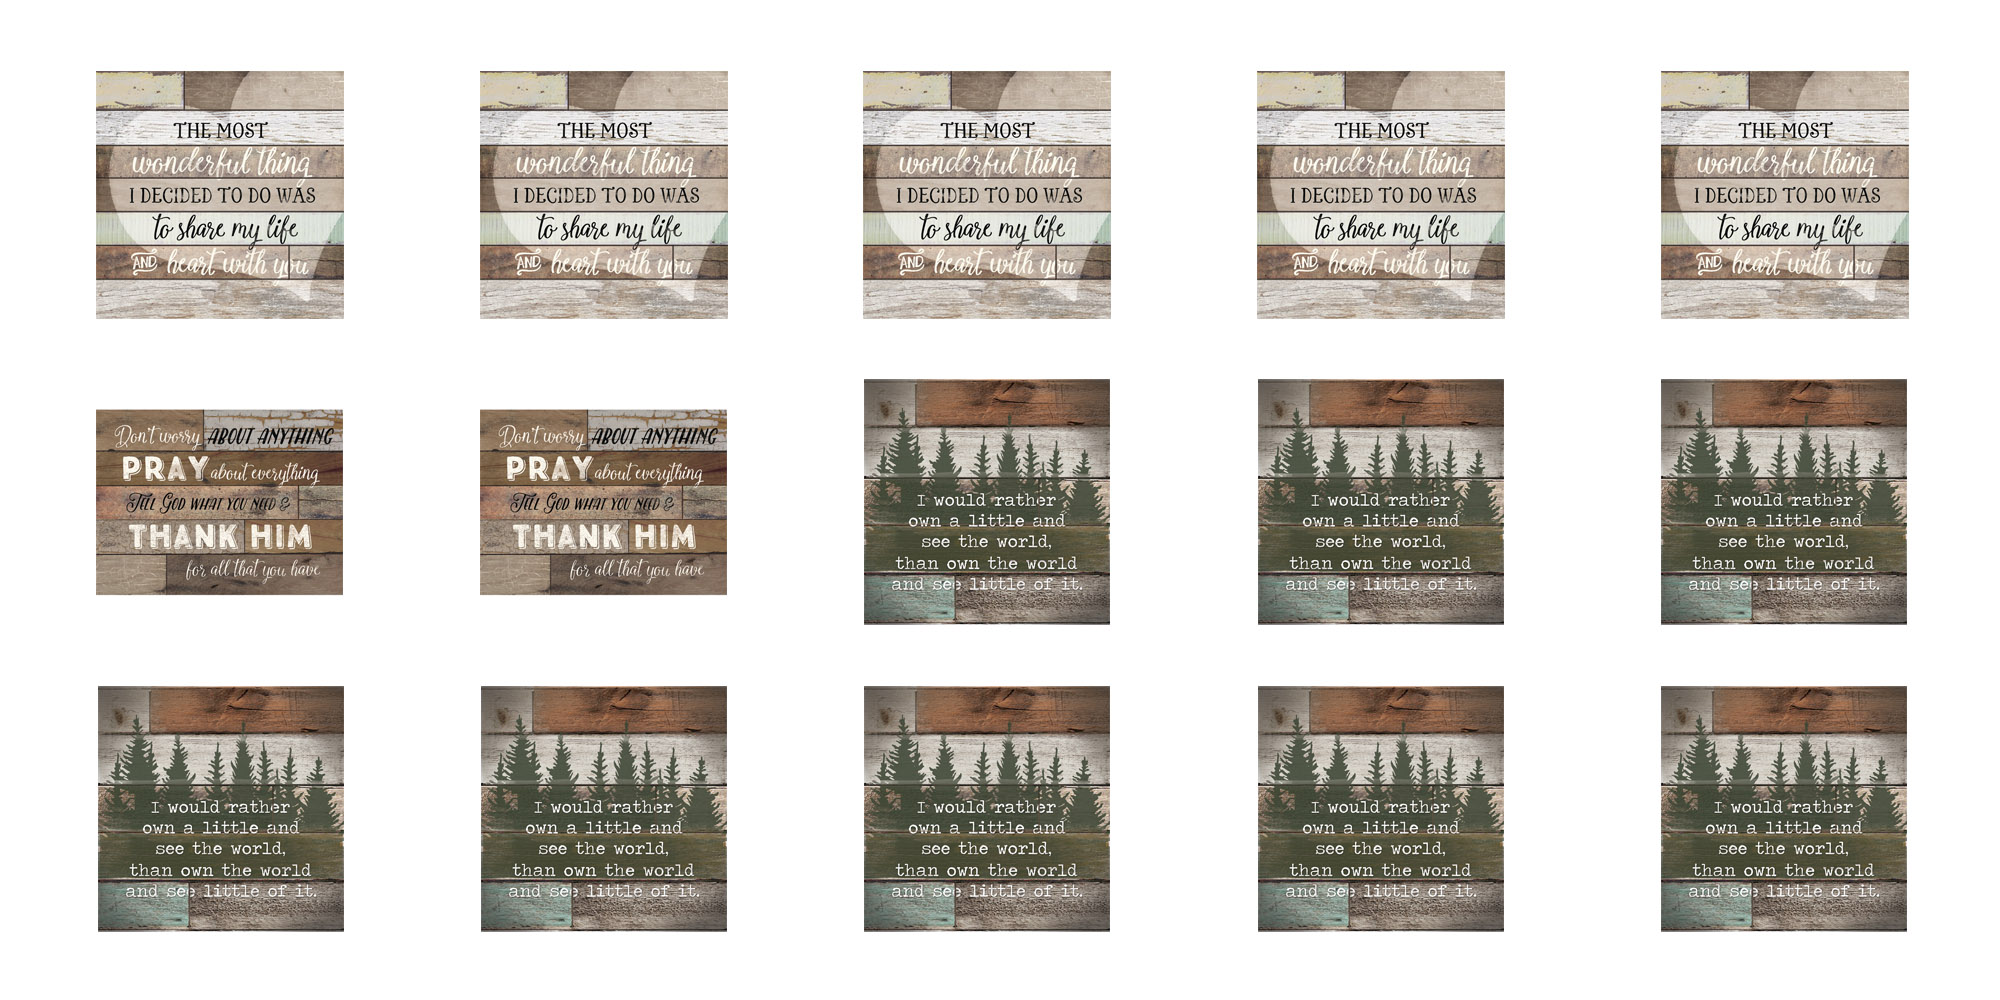 THE MOST
wonderful thing
I DECIDED TO DO WAS
to share my life
AND heart with you
THE MOST
wonderful thing
I DECIDED TO DO WAS
to share my life
AND heart with you
THE MOST
wonderful thing
I DECIDED TO DO WAS
to share my life
AND heart with you
THE MOST
wonderful thing
I DECIDED TO DO WAS
to share my life
AND heart with you
THE MOST
wonderful thing
I DECIDED TO DO WAS
to share my life
AND heart with you
Don't worry ABOUT ANYTHING
PRAY about everything
TELL GOD WHAT YOU NEED &
THANK HIM
for all that you have
Don't worry ABOUT ANYTHING
PRAY about everything
TELL GOD WHAT YOU NEED &
THANK HIM
for all that you have
I would rather
own a little and
see the world,
than own the world
and see little of it.
I would rather
own a little and
see the world,
than own the world
and see little of it.
I would rather
own a little and
see the world,
than own the world
and see little of it.
I would rather
own a little and
see the world,
than own the world
and see little of it.
I would rather
own a little and
see the world,
than own the world
and see little of it.
I would rather
own a little and
see the world,
than own the world
and see little of it.
I would rather
own a little and
see the world,
than own the world
and see little of it.
I would rather
own a little and
see the world,
than own the world
and see little of it.